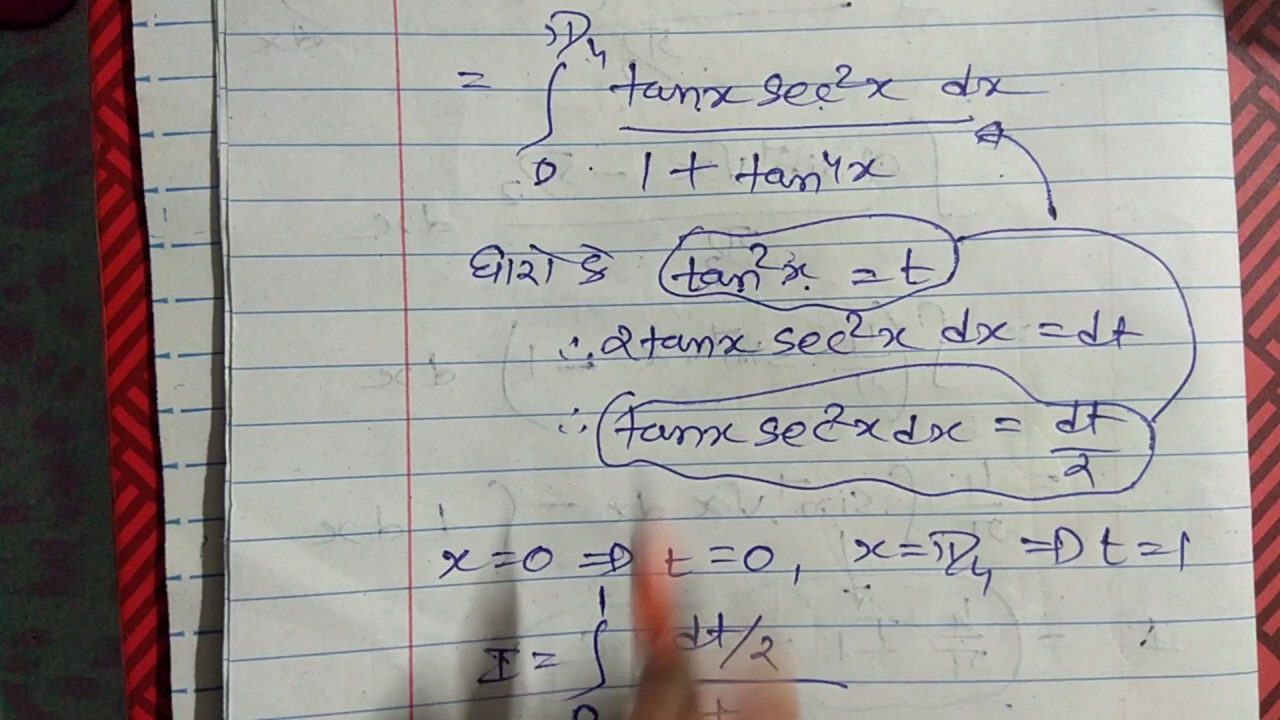 = ∫₀^π/4 tanx sec²x dx / 1 + tan⁴x
ધારો કે tan²x = t
∴ 2tanx sec²x dx = dt
∴ tanx sec²x dx = dt/2
x=0 ⇒ t=0, x=π/4 ⇒ t=1
I = ∫₀¹ dt/2